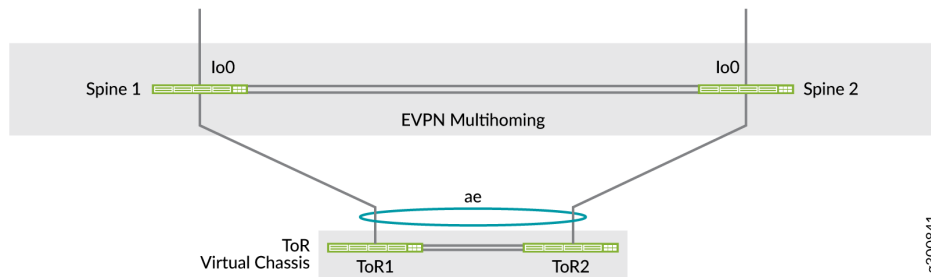 lo0
lo0
Spine 1
Spine 2
EVPN Multihoming
ae
ToR
Virtual Chassis
ToR1
ToR2